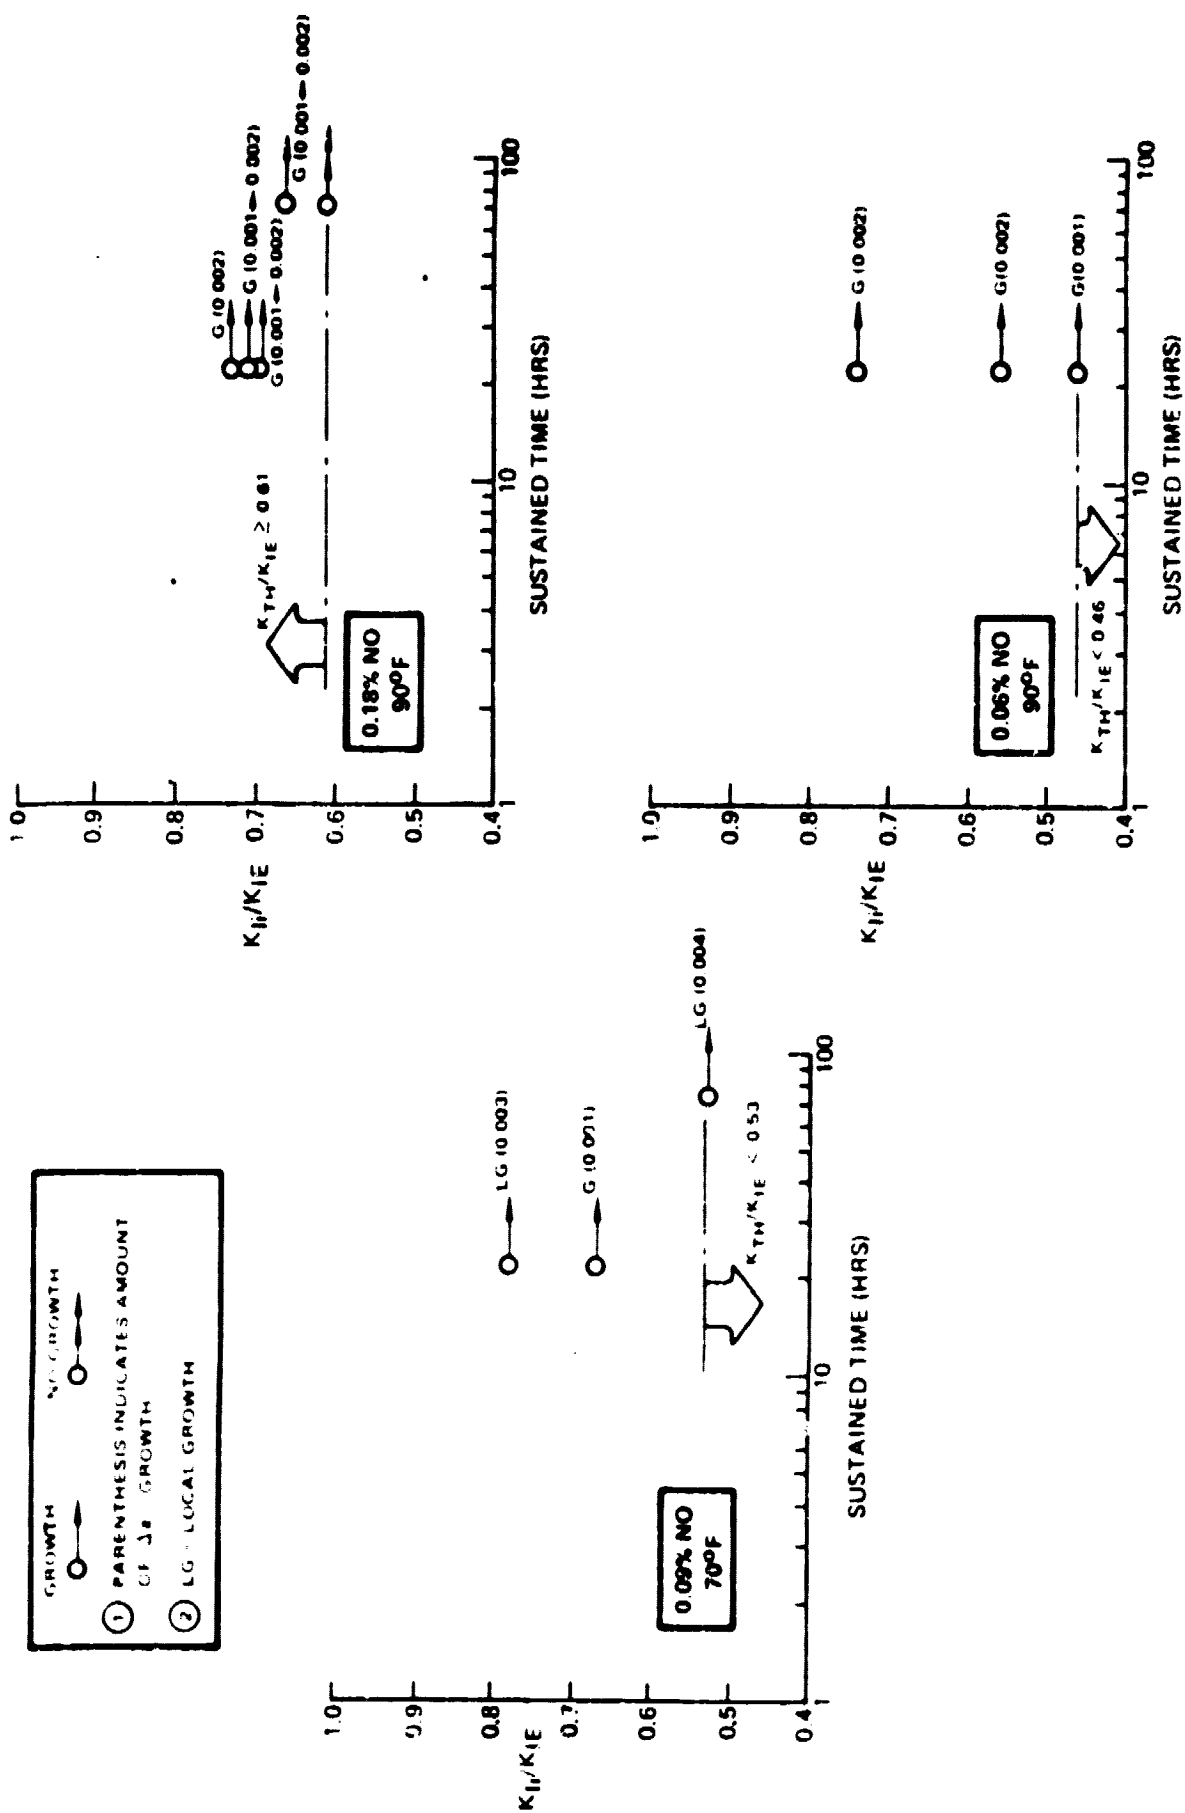 GROWTH
NO GROWTH
① PARENTHESIS INDICATES AMOUNT
OF Δa GROWTH
② LG - LOCAL GROWTH
K_Ii/K_IE
1.0
0.9
0.8
0.7
0.6
0.5
0.4
1
10
100
SUSTAINED TIME (HRS)
0.09% NO
70°F
LG (0.003)
G (0.001)
LG (0.004)
K_TH/K_IE < 0.53
K_Ii/K_IE
1.0
0.9
0.8
0.7
0.6
0.5
0.4
1
10
100
SUSTAINED TIME (HRS)
0.18% NO
90°F
K_TH/K_IE ≥ 0.61
G (0.002)
G (0.001←0.002)
G (0.001←0.002)
G (0.001←0.002)
K_Ii/K_IE
1.0
0.9
0.8
0.7
0.6
0.5
0.4
1
10
100
SUSTAINED TIME (HRS)
0.06% NO
90°F
K_TH/K_IE < 0.46
G (0.002)
G (0.002)
G (0.001)